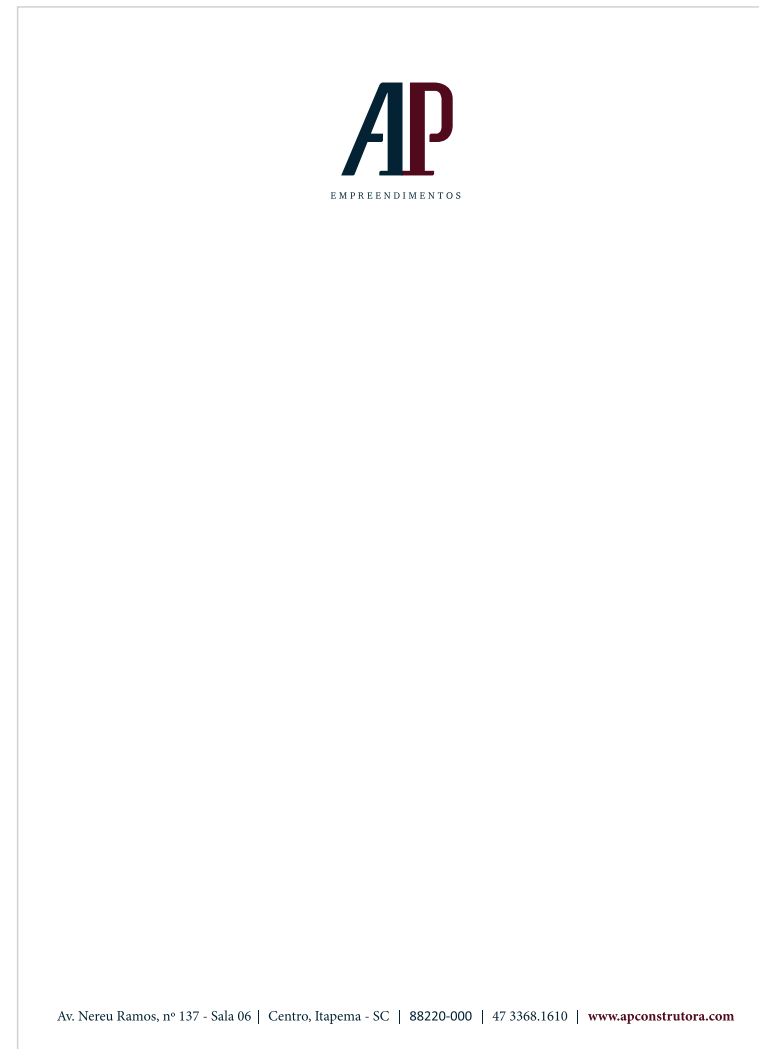 AP
EMPREENDIMENTOS
Av. Nereu Ramos, nº 137 - Sala 06 | Centro, Itapema - SC | 88220-000 | 47 3368.1610 | www.apconstrutora.com